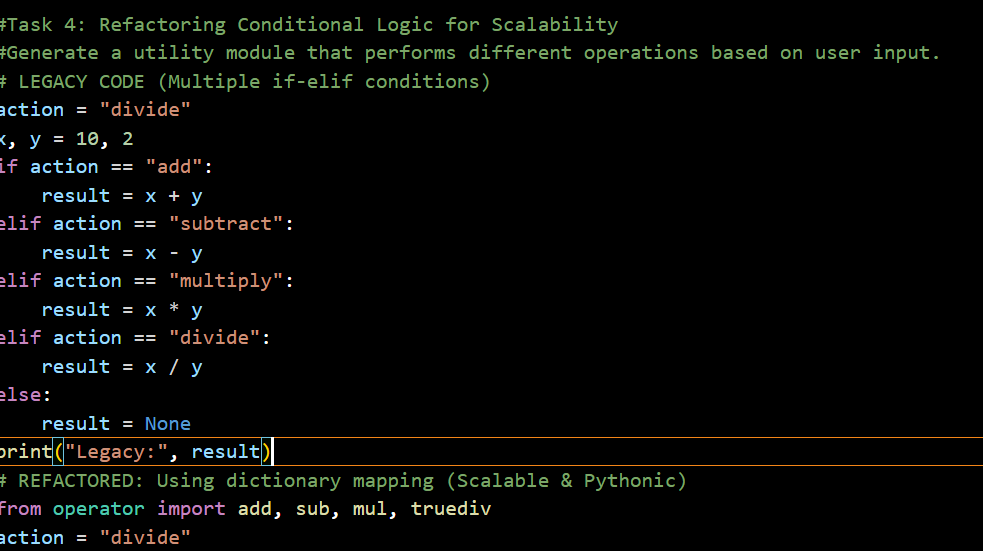 #Task 4: Refactoring Conditional Logic for Scalability
#Generate a utility module that performs different operations based on user input.
# LEGACY CODE (Multiple if-elif conditions)
action = "divide"
x, y = 10, 2
if action == "add":
    result = x + y
elif action == "subtract":
    result = x - y
elif action == "multiply":
    result = x * y
elif action == "divide":
    result = x / y
else:
    result = None
print("Legacy:", result)
# REFACTORED: Using dictionary mapping (Scalable & Pythonic)
from operator import add, sub, mul, truediv
action = "divide"